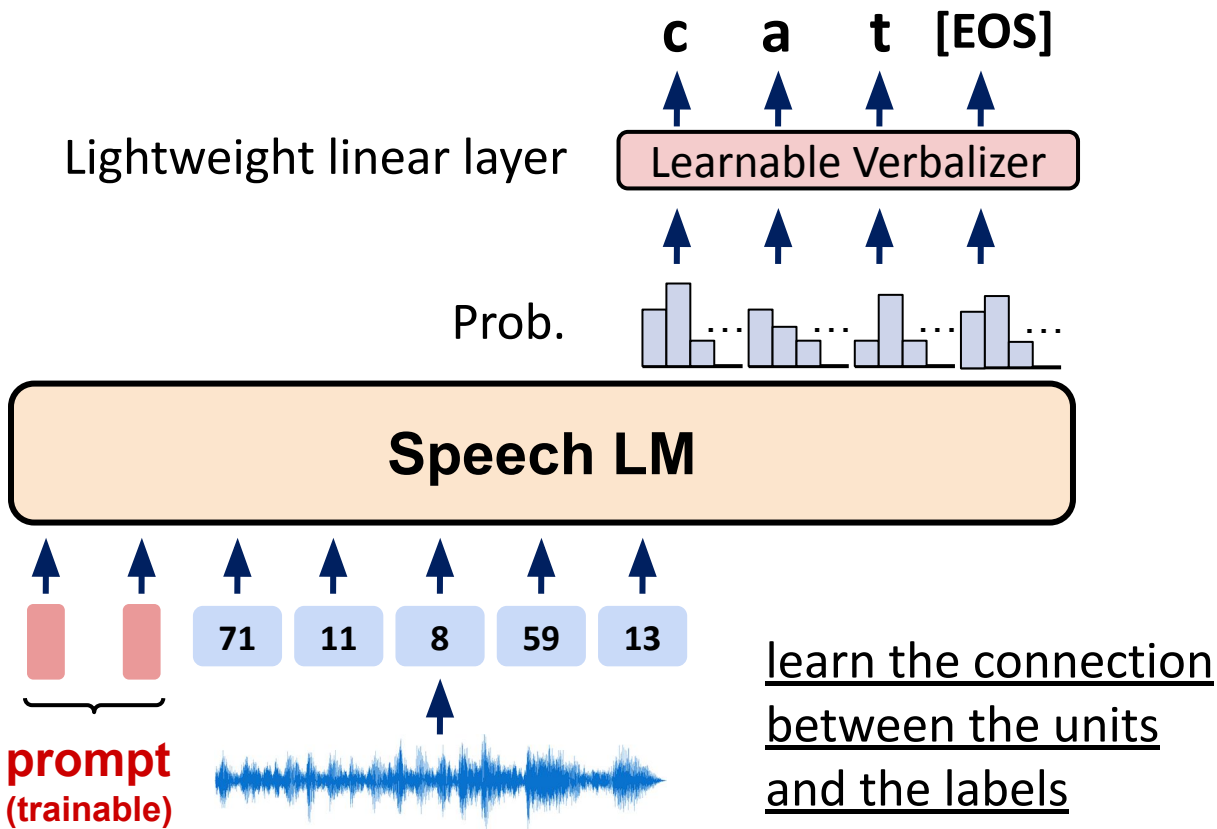 c a t [EOS]
Lightweight linear layer
Learnable Verbalizer
Prob.
... ... ... ...
Speech LM
71 11 8 59 13
prompt
(trainable)
learn the connection
between the units
and the labels